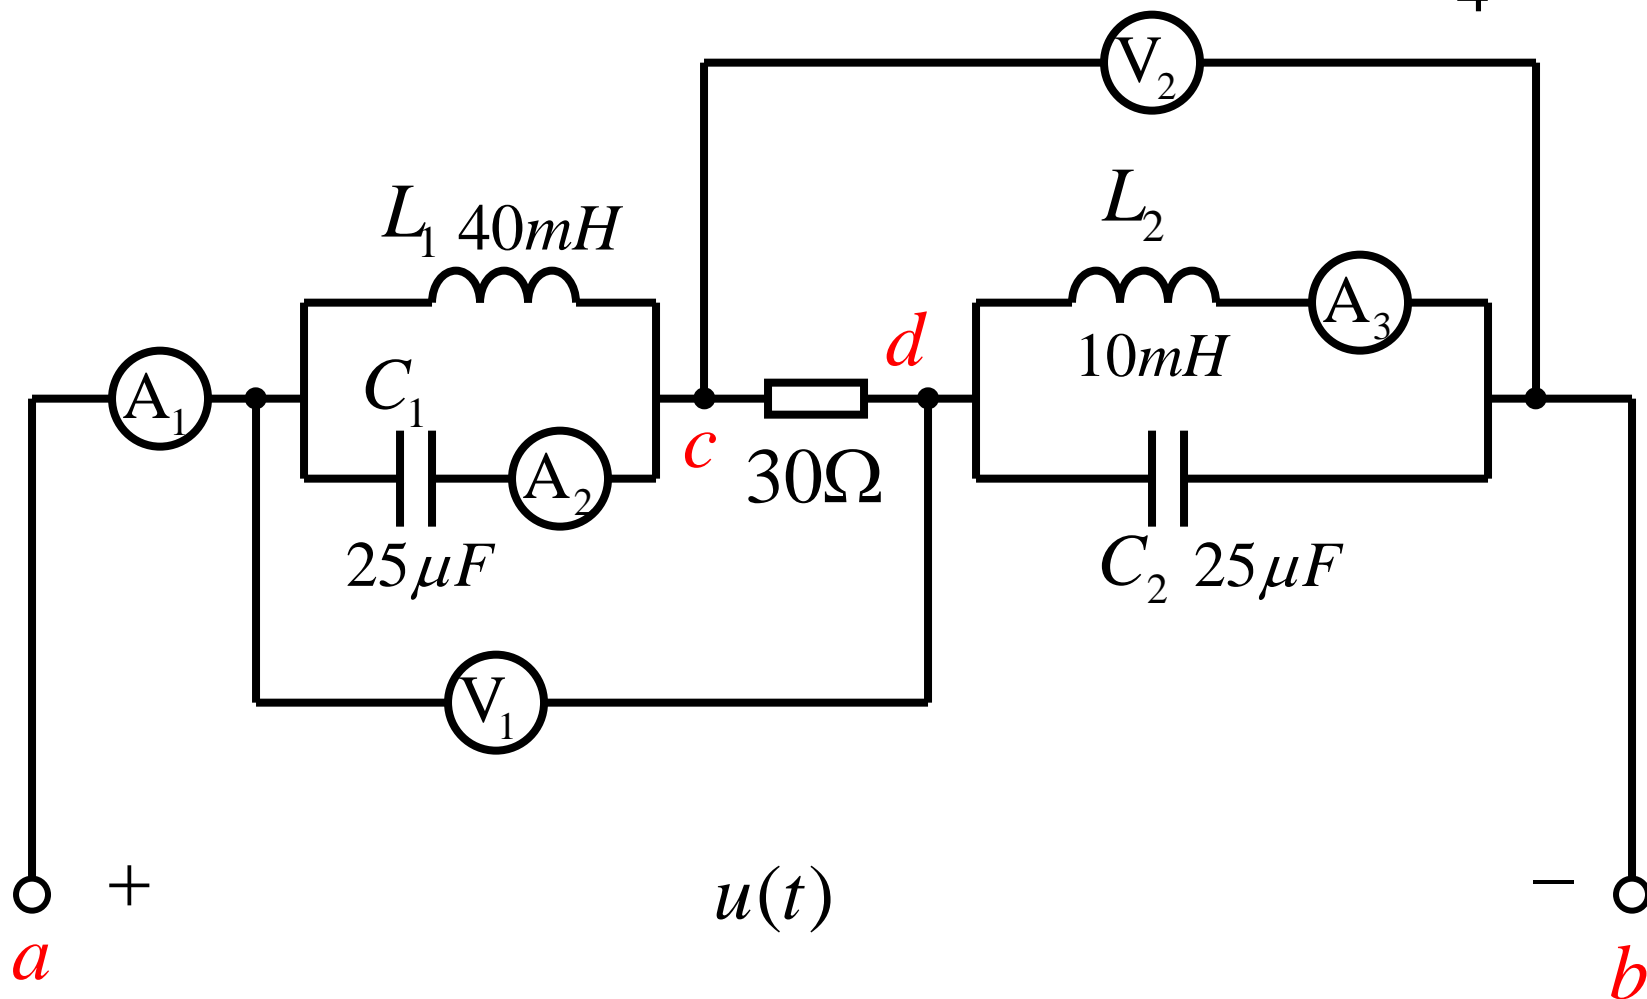 V₂
L₁ 40mH
L₂
A₃
d
10mH
C₁
A₁
c
A₂
30Ω
25μF
C₂ 25μF
V₁
+ u(t) −
a b